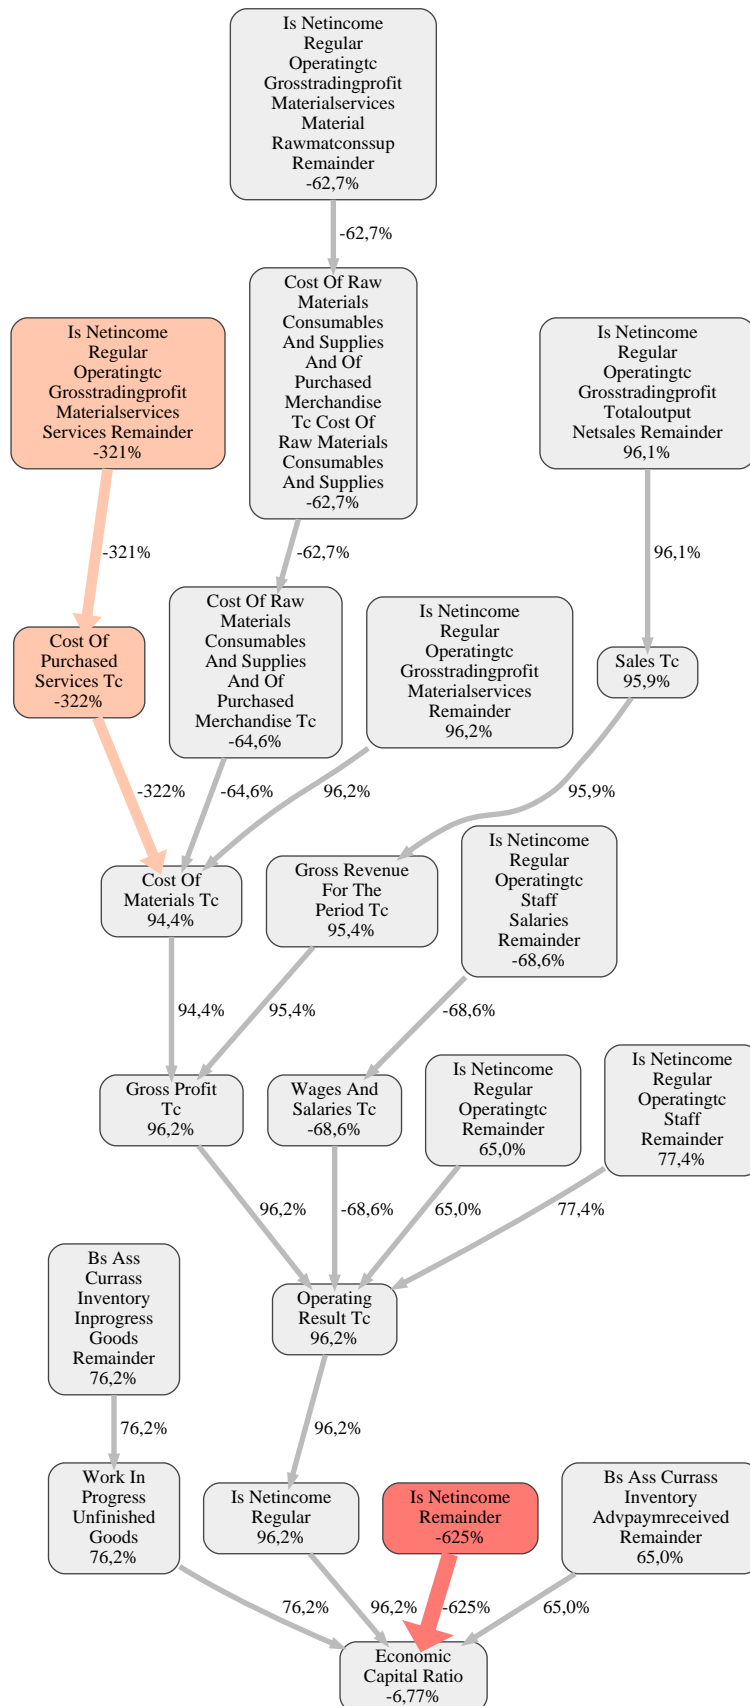 Is Netincome
Regular
Operatingtc
Grosstradingprofit
Materialservices
Material
Rawmatconssup
Remainder
-62,7%
-62,7%
Cost Of Raw
Materials
Consumables
And Supplies
And Of
Purchased
Merchandise
Tc Cost Of
Raw Materials
Consumables
And Supplies
-62,7%
Is Netincome
Regular
Operatingtc
Grosstradingprofit
Materialservices
Services Remainder
-321%
Is Netincome
Regular
Operatingtc
Grosstradingprofit
Totaloutput
Netsales Remainder
96,1%
-321%
-62,7%
96,1%
Cost Of
Purchased
Services Tc
-322%
Cost Of Raw
Materials
Consumables
And Supplies
And Of
Purchased
Merchandise Tc
-64,6%
Is Netincome
Regular
Operatingtc
Grosstradingprofit
Materialservices
Remainder
96,2%
Sales Tc
95,9%
-322%
-64,6%
96,2%
95,9%
Cost Of
Materials Tc
94,4%
Gross Revenue
For The
Period Tc
95,4%
Is Netincome
Regular
Operatingtc
Staff
Salaries
Remainder
-68,6%
94,4%
95,4%
-68,6%
Gross Profit
Tc
96,2%
Wages And
Salaries Tc
-68,6%
Is Netincome
Regular
Operatingtc
Remainder
65,0%
Is Netincome
Regular
Operatingtc
Staff
Remainder
77,4%
96,2%
-68,6%
65,0%
77,4%
Bs Ass
Currass
Inventory
Inprogress
Goods
Remainder
76,2%
Operating
Result Tc
96,2%
76,2%
96,2%
Work In
Progress
Unfinished
Goods
76,2%
Is Netincome
Regular
96,2%
Is Netincome
Remainder
-625%
Bs Ass Currass
Inventory
Advpaymreceived
Remainder
65,0%
76,2%
96,2%
-625%
65,0%
Economic
Capital Ratio
-6,77%